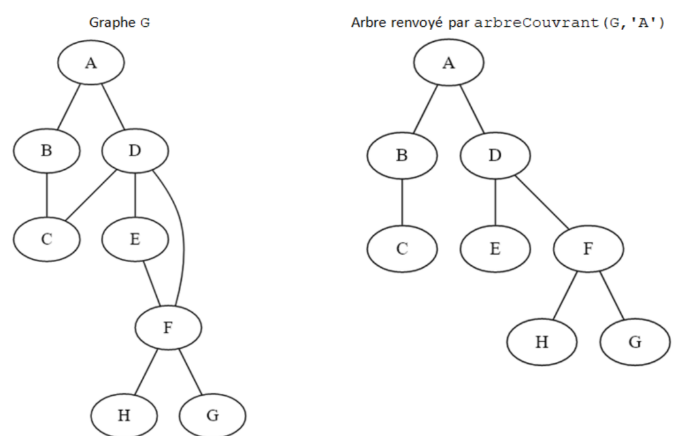 Graphe G
Arbre renvoyé par arbreCouvrant(G,'A')
A
B D
C E
F
H G
A
B D
C E F
H G